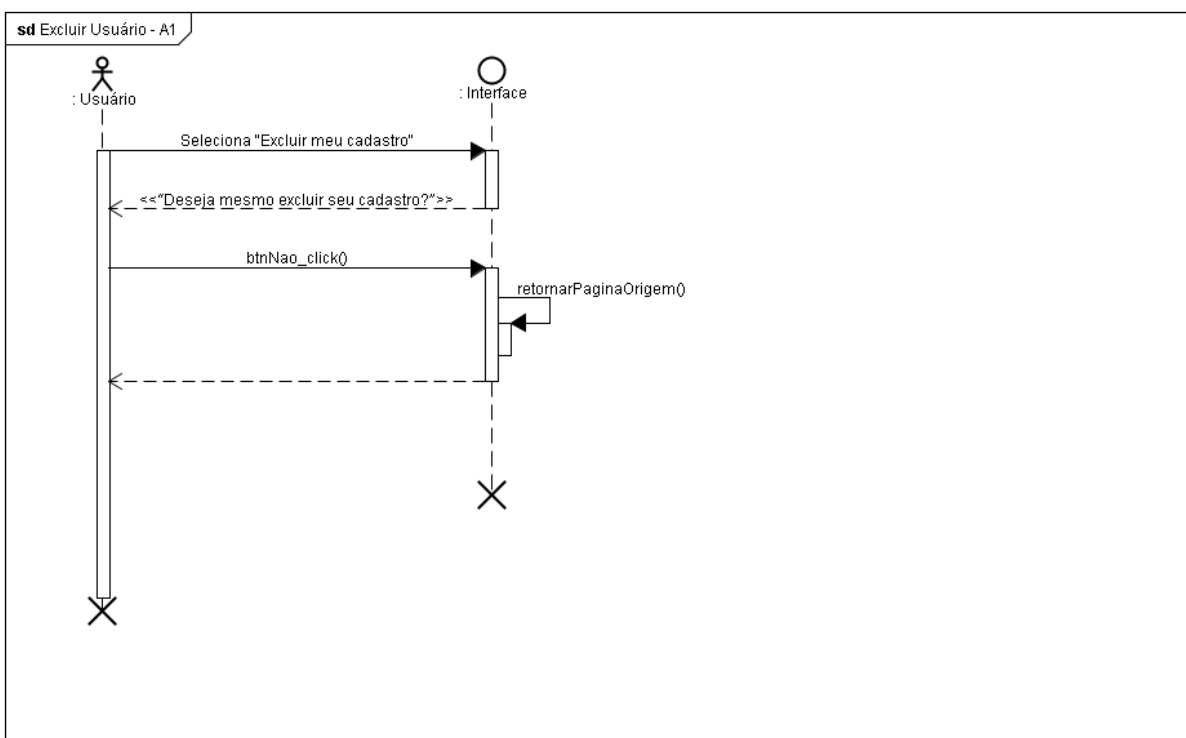 sd Excluir Usuário - A1
: Usuário
: Interface
Seleciona "Excluir meu cadastro"
<<"Deseja mesmo excluir seu cadastro?">>
btnNao_click()
retornarPaginaOrigem()